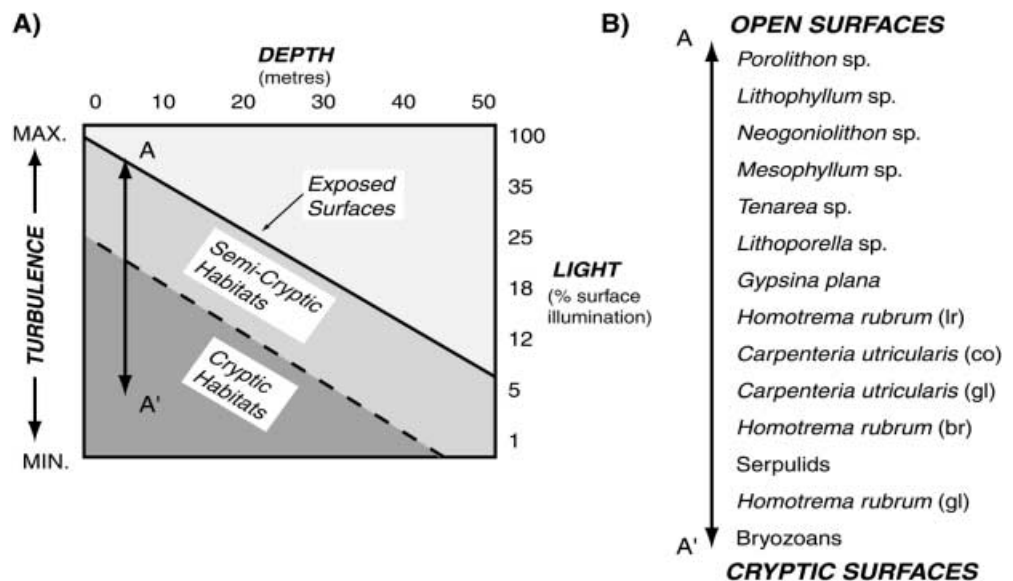 A)
DEPTH
(metres)
0 10 20 30 40 50
MAX.
TURBULENCE
MIN.
A
A'
Exposed
Surfaces
Semi-Cryptic
Habitats
Cryptic
Habitats
100
35
25
18
12
5
1
LIGHT
(% surface
illumination)
B)
A
OPEN SURFACES
Porolithon sp.
Lithophyllum sp.
Neogoniolithon sp.
Mesophyllum sp.
Tenarea sp.
Lithoporella sp.
Gypsina plana
Homotrema rubrum (lr)
Carpenteria utricularis (co)
Carpenteria utricularis (gl)
Homotrema rubrum (br)
Serpulids
Homotrema rubrum (gl)
Bryozoans
A'
CRYPTIC SURFACES